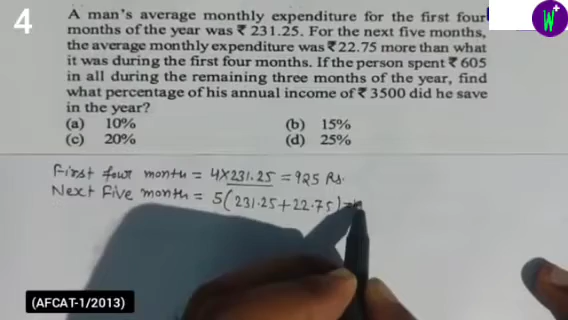 4
A man's average monthly expenditure for the first four
months of the year was ₹ 231.25. For the next five months,
the average monthly expenditure was ₹ 22.75 more than what
it was during the first four months. If the person spent ₹ 605
in all during the remaining three months of the year, find
what percentage of his annual income of ₹ 3500 did he save
in the year?
(a) 10% (b) 15%
(c) 20% (d) 25%
First four month = 4×231.25 = 925 Rs.
Next Five month = 5(231.25+22.75)=
(AFCAT-1/2013)
W+